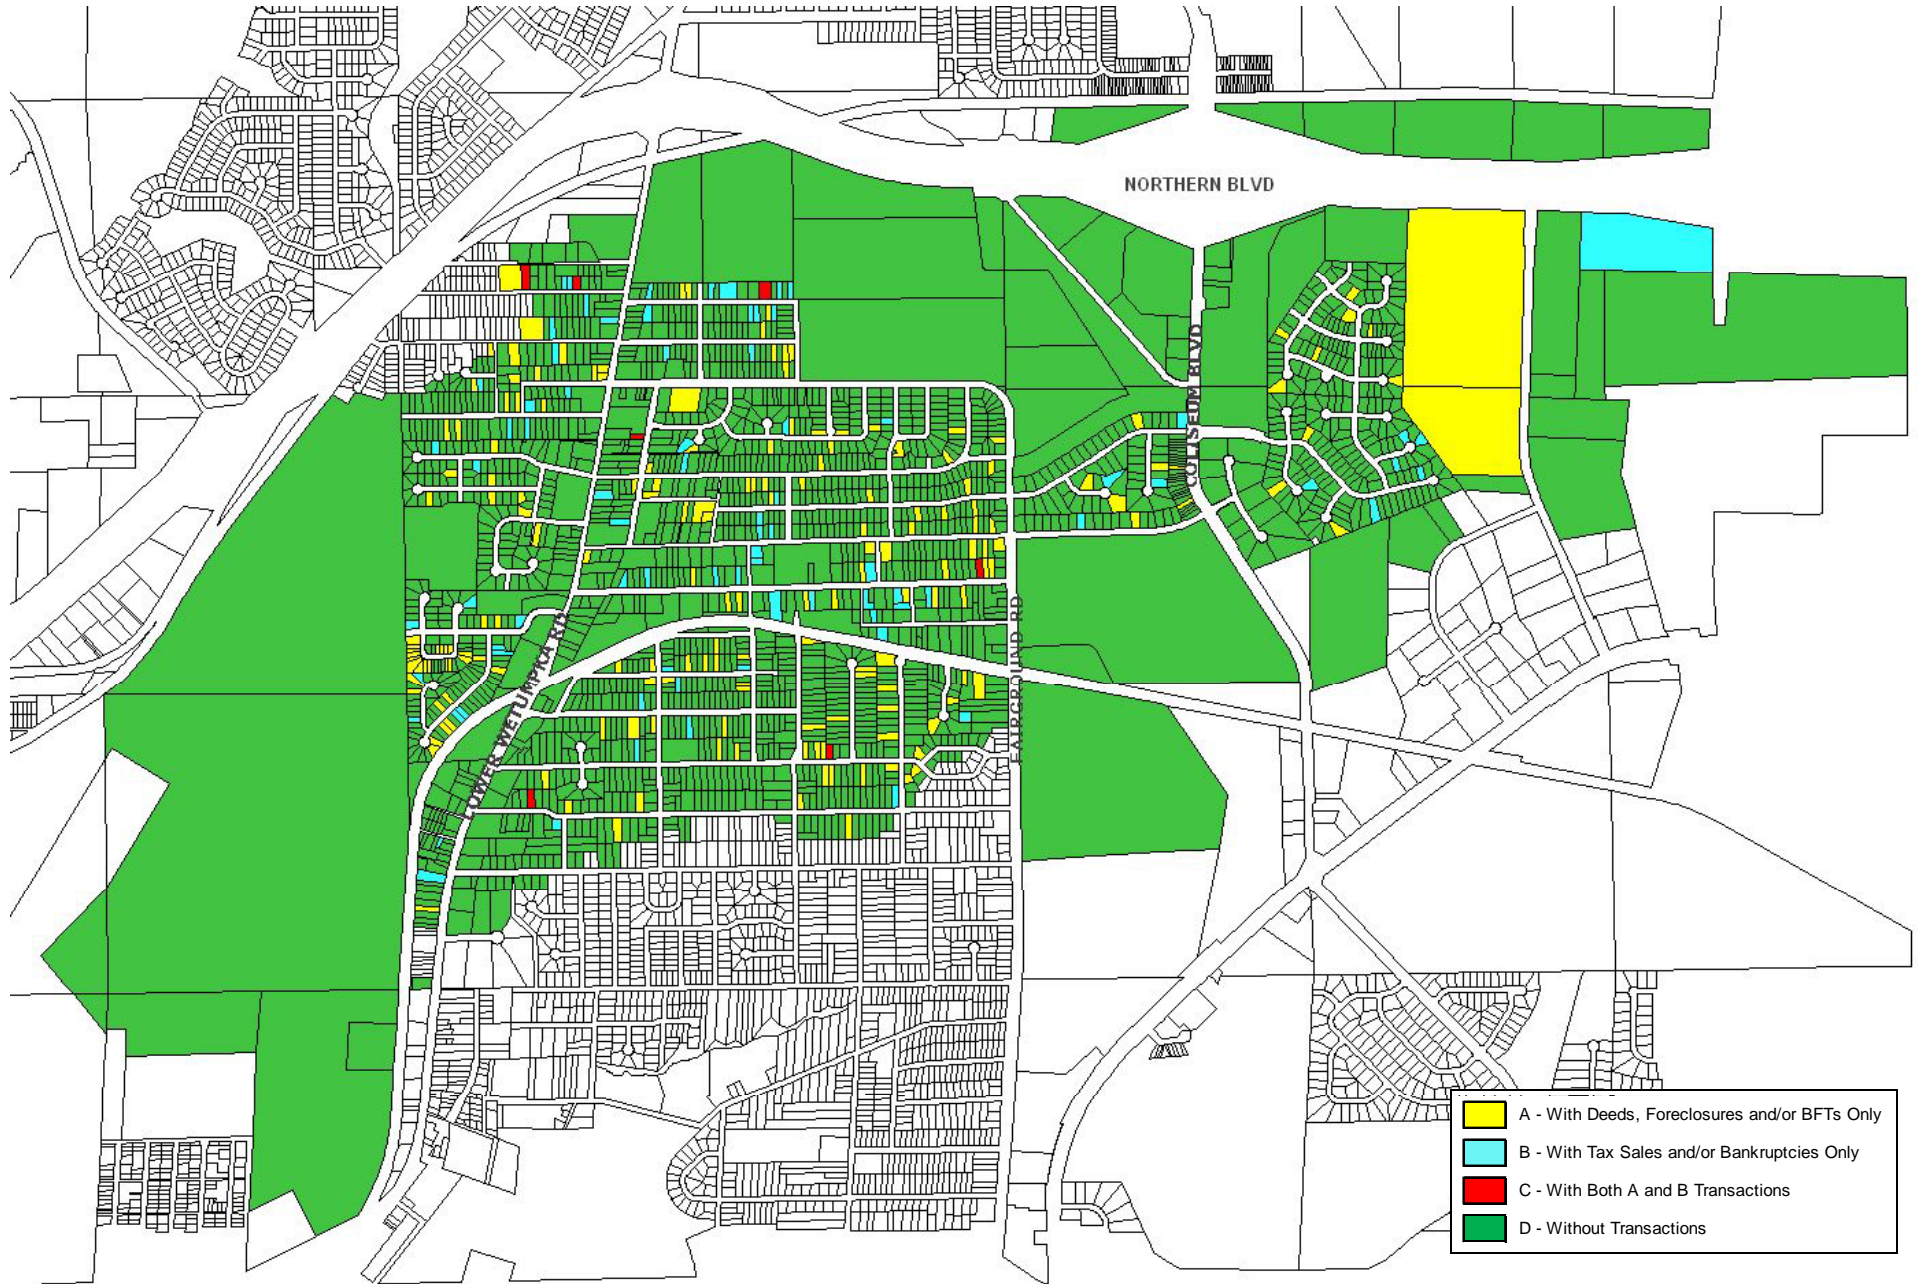 NORTHERN BLVD
COLISEUM BLVD
LOWER WETUMPKA RD
FAIRGROUND RD
A - With Deeds, Foreclosures and/or BFTs Only
B - With Tax Sales and/or Bankruptcies Only
C - With Both A and B Transactions
D - Without Transactions